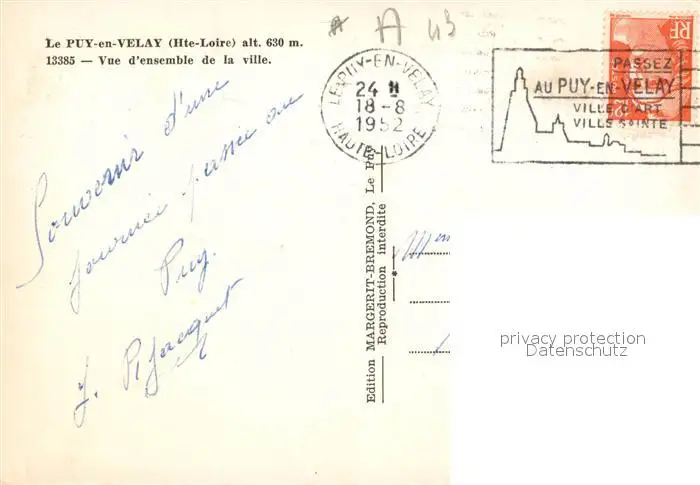 Le PUY-en-VELAY (Hte-Loire) alt. 630 m.
13385 — Vue d'ensemble de la ville.
* A 43
LE PUY-EN-VELAY
24 H
18-8
1952
HAUTE-LOIRE
PASSEZ
AU PUY-EN-VELAY
VILLE D'ART
VILLE SAINTE
RF
Souvenir d'une
journée passée au
Puy.
J. Jacquet
Edition MARGERIT-BREMOND, Le Puy
Reproduction interdite
*
privacy protection
Datenschutz